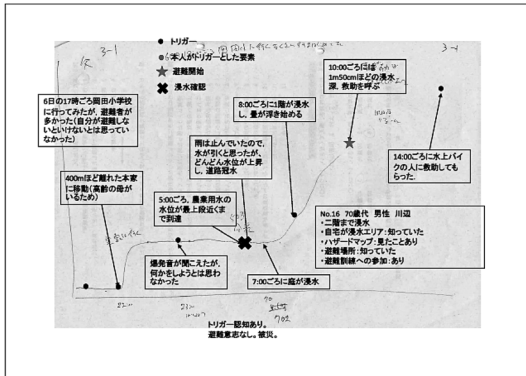 ● トリガー
● 本人がトリガーとした要素
★ 避難開始
✖ 浸水確認
3-1
3-1
6日の17時ごろ岡田小学校
に行ってみたが、避難者が
多かった(自分が避難しな
いといけないとは思ってい
なかった)
400mほど離れた本家
に移動(高齢の母が
いるため)
5:00ごろ、農業用水の
水位が最上段近くま
で到達
爆発音が聞こえたが、
何かをしようとは思わ
なかった
雨は止んでいたので、
水が引くと思ったが、
どんどん水位が上昇
し、道路冠水
7:00ごろに庭が浸水
8:00ごろに1階が浸水
し、畳が浮き始める
10:00ごろには
1m50cmほどの浸水
深、救助を呼ぶ
14:00ごろに水上バイ
クの人に救助しても
らった
No.16 70歳代 男性 川辺
・二階まで浸水
・自宅が浸水エリア:知っていた
・ハザードマップ:見たことあり
・避難場所:知っていた
・避難訓練への参加:あり
トリガー認知あり。
避難意志なし。被災。